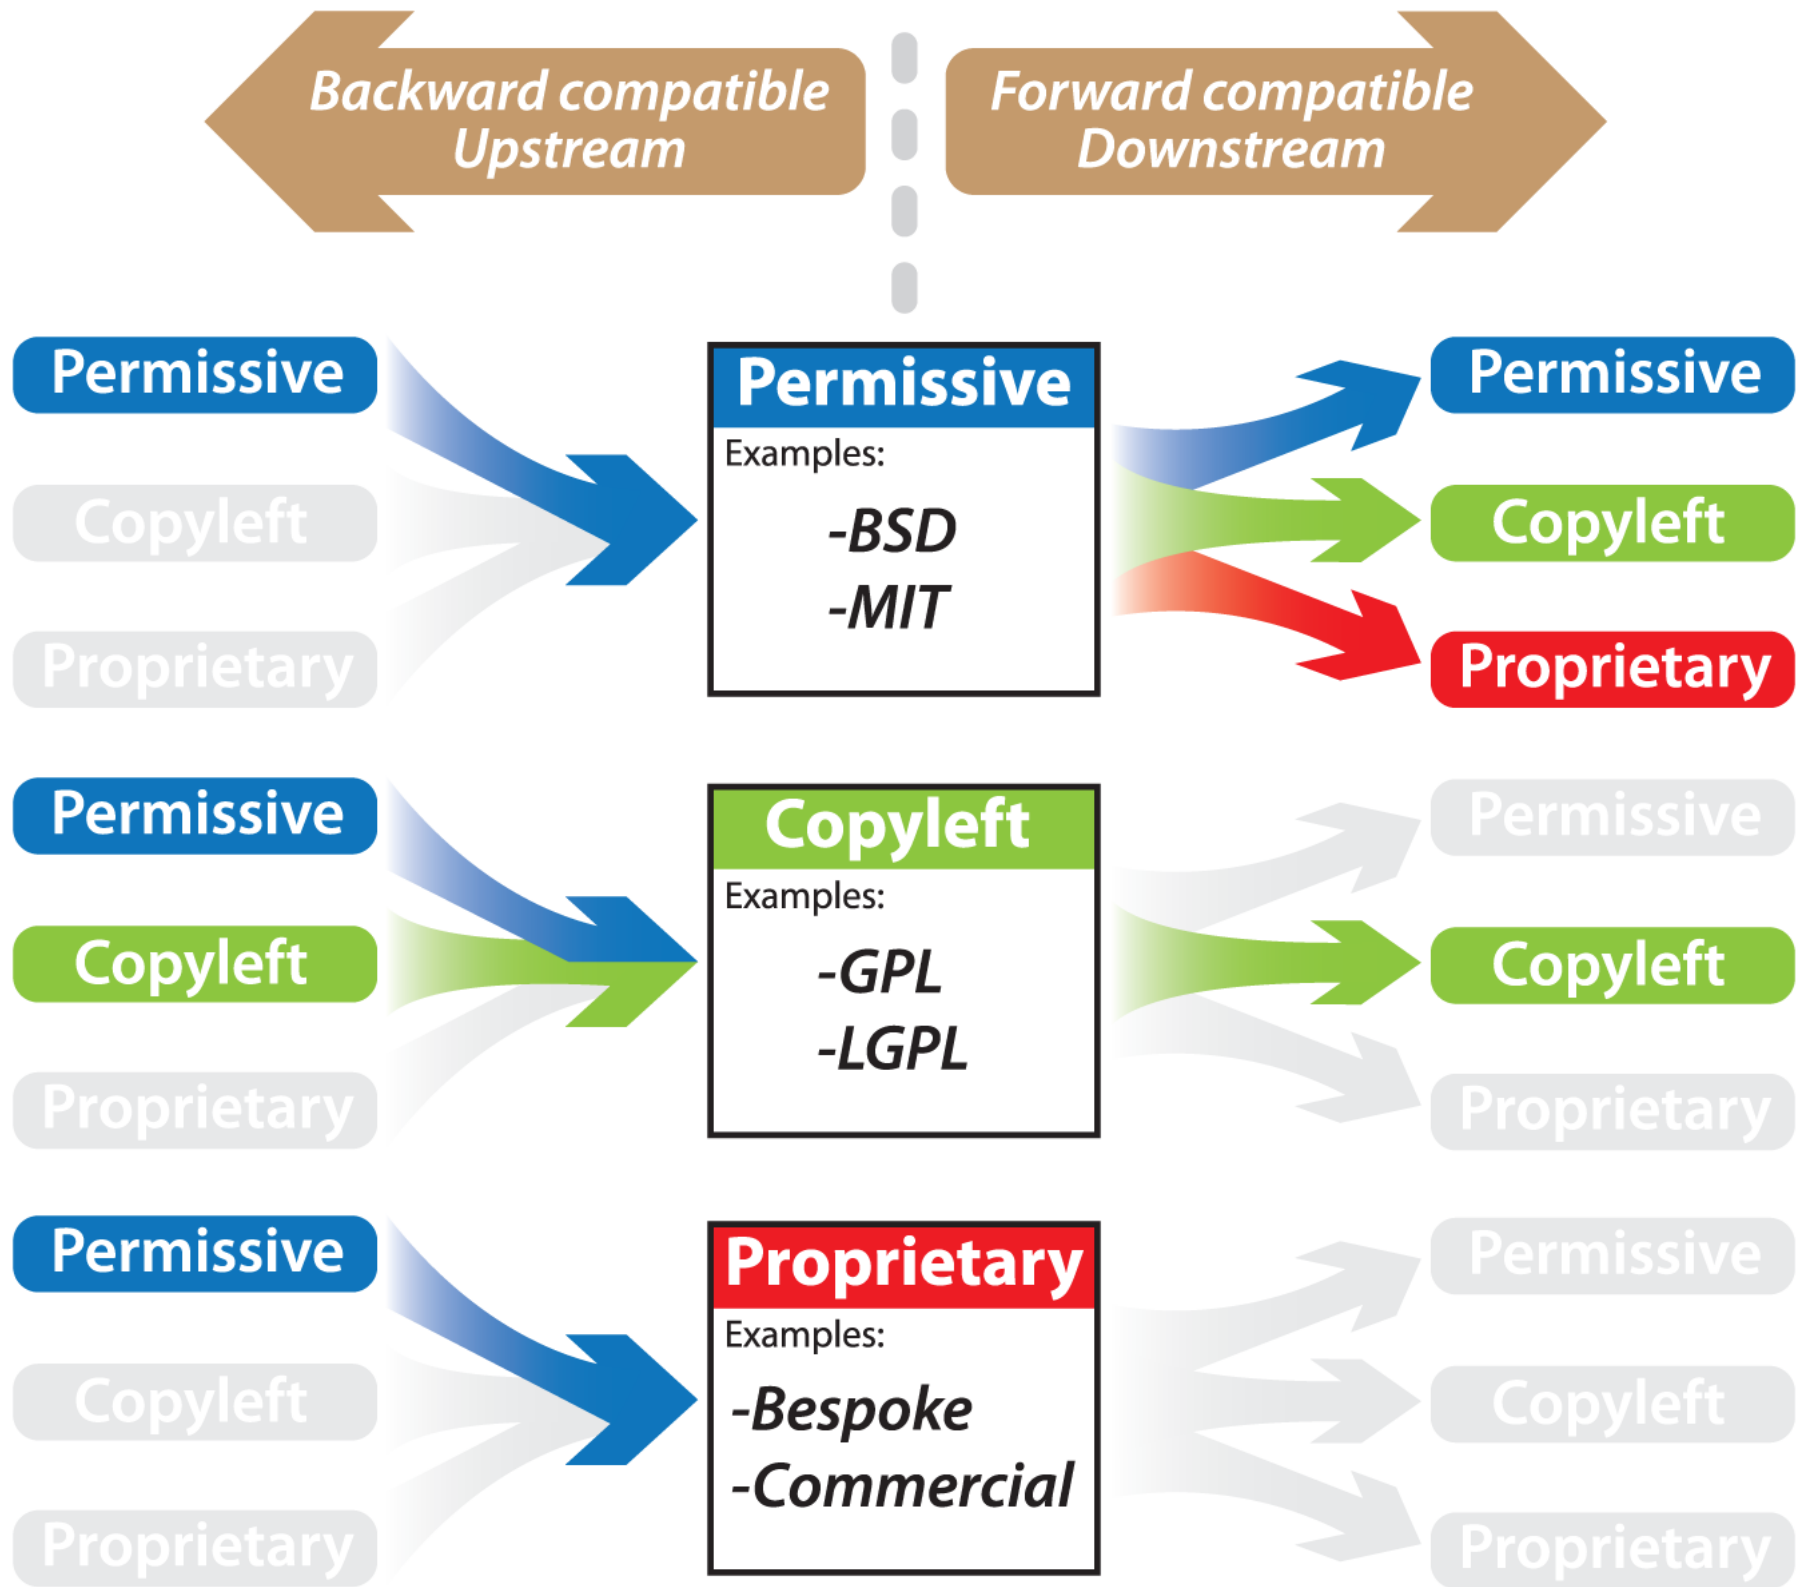 Backward compatible
Upstream
Forward compatible
Downstream
Permissive
Copyleft
Proprietary
Permissive
Examples:
-BSD
-MIT
Permissive
Copyleft
Proprietary
Permissive
Copyleft
Proprietary
Copyleft
Examples:
-GPL
-LGPL
Permissive
Copyleft
Proprietary
Permissive
Copyleft
Proprietary
Proprietary
Examples:
-Bespoke
-Commercial
Permissive
Copyleft
Proprietary